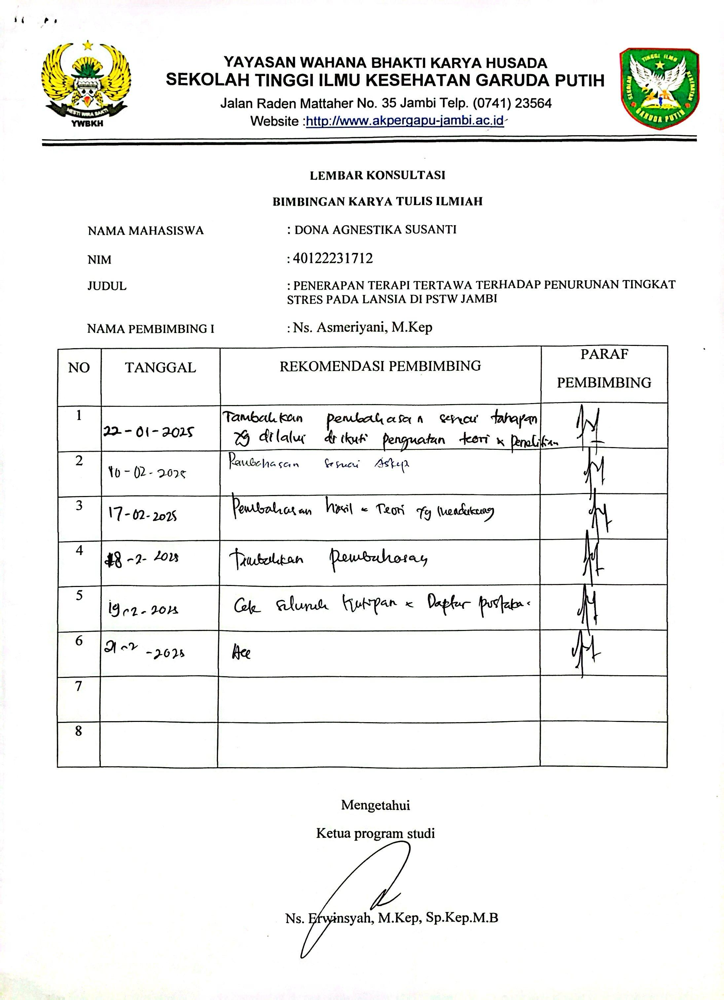 YAYASAN WAHANA BHAKTI KARYA HUSADA
SEKOLAH TINGGI ILMU KESEHATAN GARUDA PUTIH
Jalan Raden Mattaher No. 35 Jambi Telp. (0741) 23564
Website :http://www.akpergapu-jambi.ac.id
YWBKH
TINGGI ILMU
GARUDA PUTIH
LEMBAR KONSULTASI
BIMBINGAN KARYA TULIS ILMIAH
NAMA MAHASISWA : DONA AGNESTIKA SUSANTI
NIM : 40122231712
JUDUL : PENERAPAN TERAPI TERTAWA TERHADAP PENURUNAN TINGKAT
STRES PADA LANSIA DI PSTW JAMBI
NAMA PEMBIMBING I : Ns. Asmeriyani, M.Kep
NO TANGGAL REKOMENDASI PEMBIMBING PARAF PEMBIMBING
1 22-01-2025 Tambahkan pembahasan sesuai tahapan
yg dilalui diikuti penguatan teori & penelitian
2 10-02-2025 Pembahasan sesuai Askep
3 17-02-2025 Pembahasan hasil & Teori yg mendukung
4 18-2-2025 Tambahkan pembahasan
5 19-2-2025 Cek seluruh kutipan & Daptar pustaka.
6 21-2-2025 Acc
7
8
Mengetahui
Ketua program studi
Ns. Erwinsyah, M.Kep, Sp.Kep.M.B